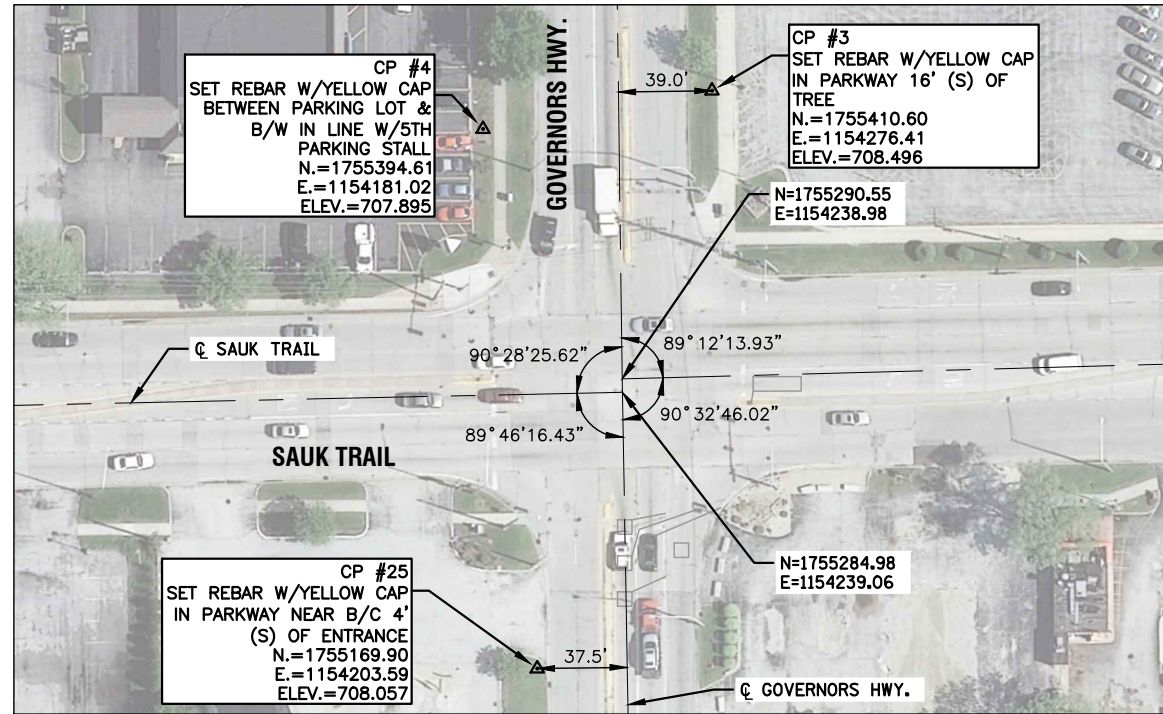 CP #4
SET REBAR W/YELLOW CAP
BETWEEN PARKING LOT &
B/W IN LINE W/5TH
PARKING STALL
N.=1755394.61
E.=1154181.02
ELEV.=707.895
GOVERNORS HWY.
39.0'
CP #3
SET REBAR W/YELLOW CAP
IN PARKWAY 16' (S) OF
TREE
N.=1755410.60
E.=1154276.41
ELEV.=708.496
N=1755290.55
E=1154238.98
℄ SAUK TRAIL
90°28'25.62"
89°12'13.93"
89°46'16.43"
90°32'46.02"
SAUK TRAIL
N=1755284.98
E=1154239.06
CP #25
SET REBAR W/YELLOW CAP
IN PARKWAY NEAR B/C 4'
(S) OF ENTRANCE
N.=1755169.90
E.=1154203.59
ELEV.=708.057
37.5'
℄ GOVERNORS HWY.